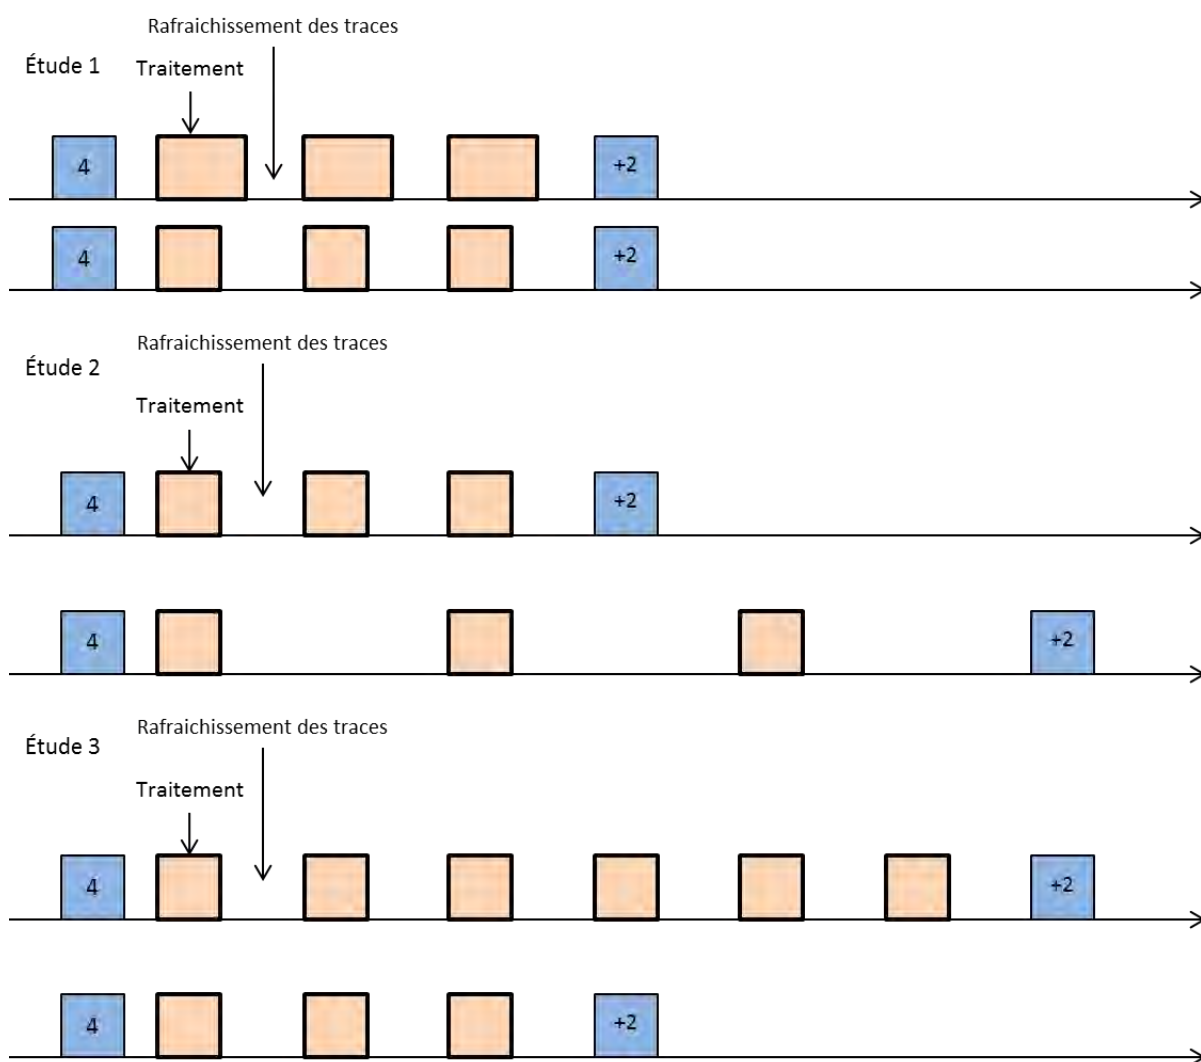 Rafraichissement des traces
Étude 1
Traitement
4
+2
4
+2
Rafraichissement des traces
Étude 2
Traitement
4
+2
4
+2
Rafraichissement des traces
Étude 3
Traitement
4
+2
4
+2